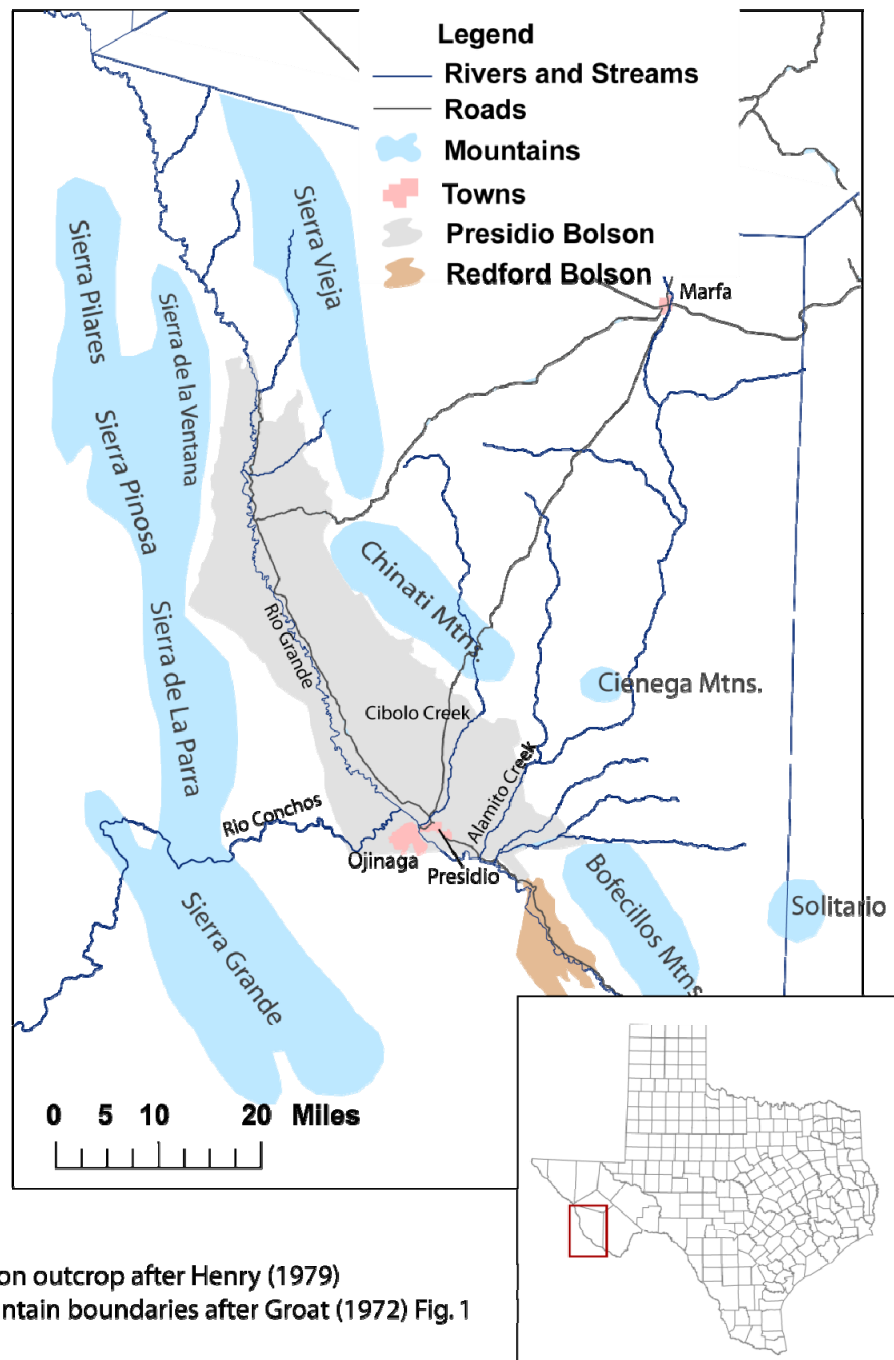 Legend
Rivers and Streams
Roads
Mountains
Towns
Presidio Bolson
Redford Bolson
Marfa
Sierra Vieja
Sierra Pilares
Sierra de la Ventana
Sierra Pinosa
Chinati Mtns.
Rio Grande
Sierra de La Parra
Cienega Mtns.
Cibolo Creek
Alamito Creek
Rio Conchos
Ojinaga
Presidio
Bofecillos Mtns
Solitario
Sierra Grande
0 5 10 20 Miles
on outcrop after Henry (1979)
ntain boundaries after Groat (1972) Fig. 1